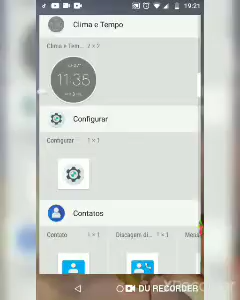 19:21
Clima e Tempo
Clima e Tem... 2 × 2
11:35
Configurar
Configurar 1 × 1
Contatos
Contato 1 × 1 Discagem di... 1 × 1 Mensa
DU RECORDER